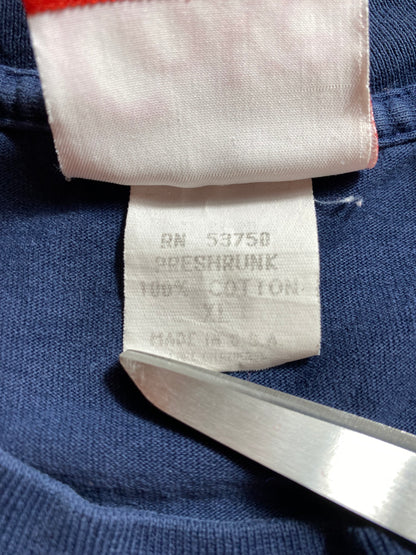 RN 53750
PRESHRUNK
100% COTTON
XL
MADE IN U.S.A